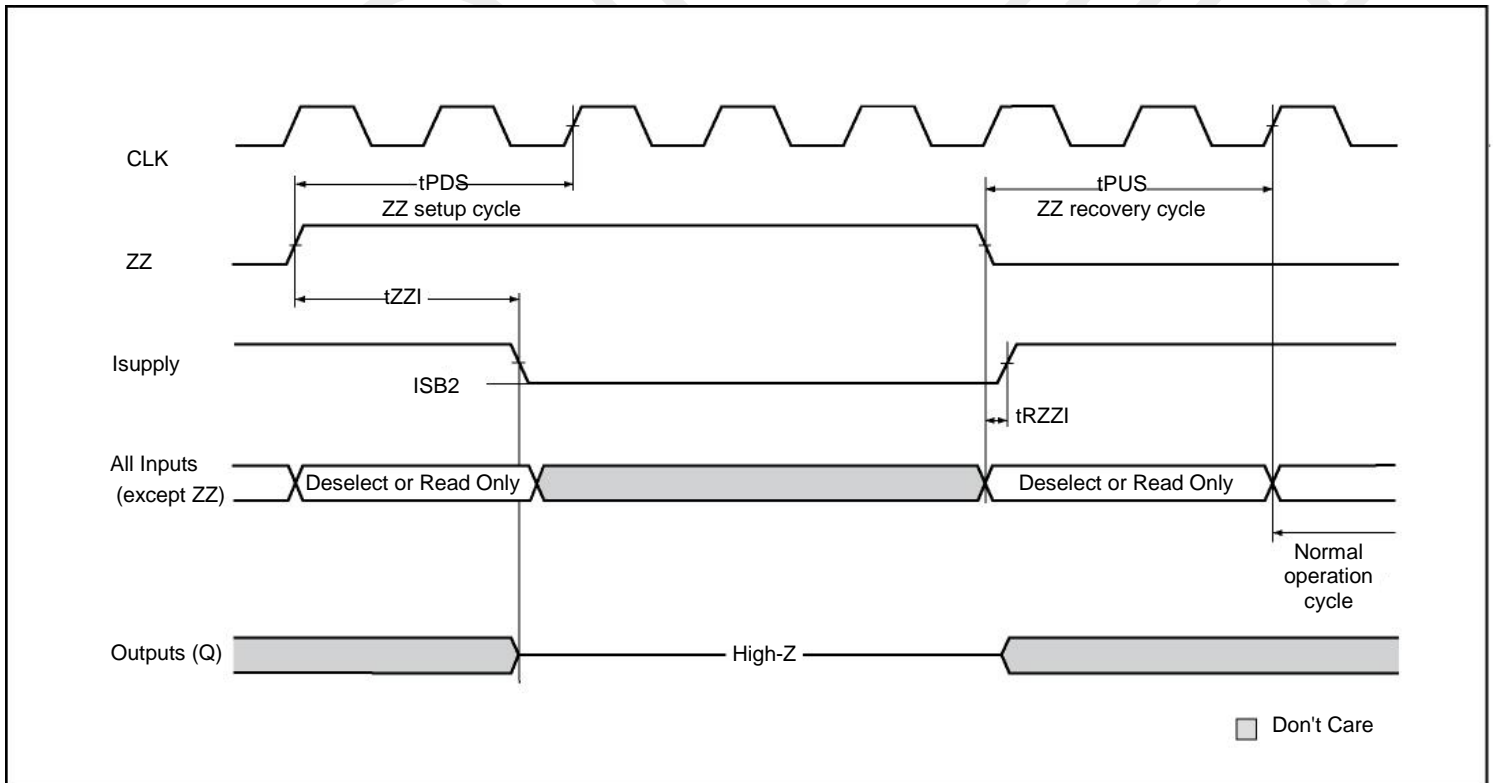 CLK
tPDS
ZZ setup cycle
tPUS
ZZ recovery cycle
ZZ
tZZI
Isupply
ISB2
tRZZI
All Inputs
(except ZZ)
Deselect or Read Only
Deselect or Read Only
Normal
operation
cycle
Outputs (Q)
High-Z
Don't Care